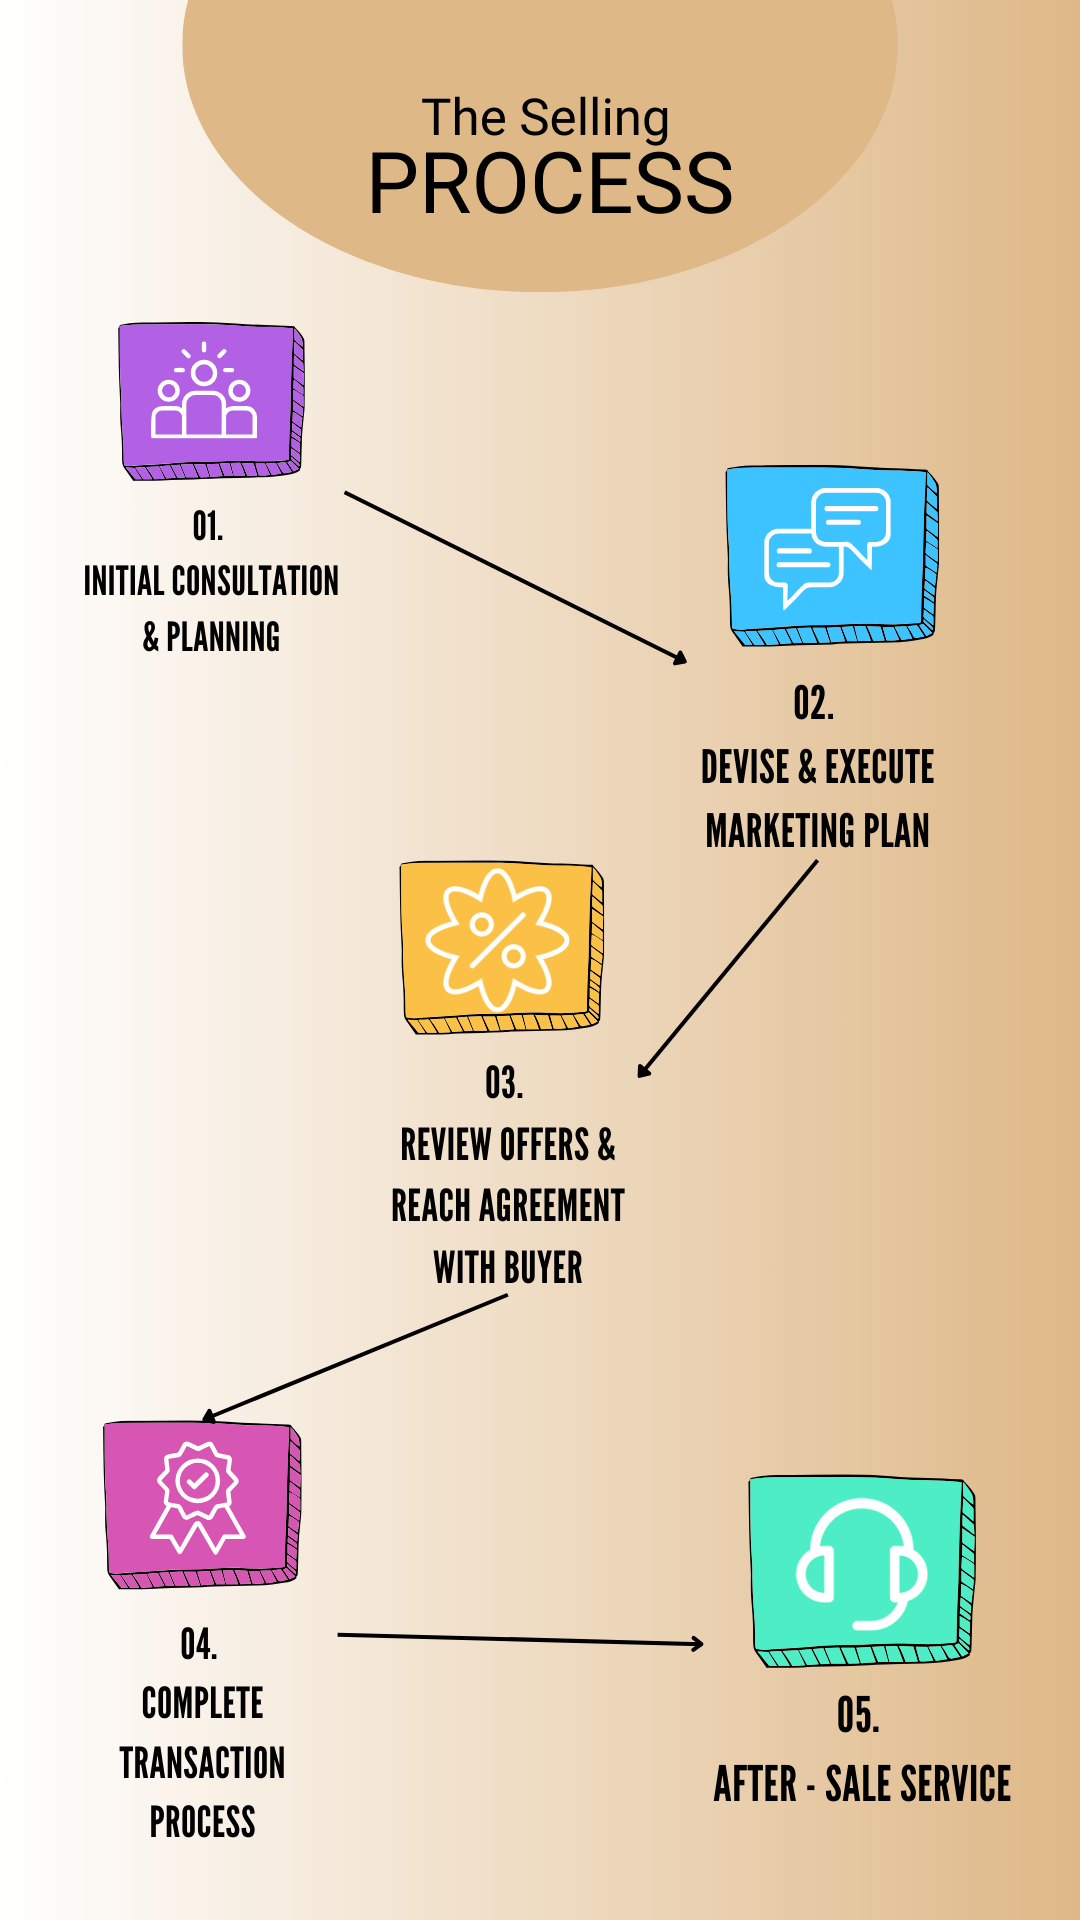 The Selling
PROCESS
01.
INITIAL CONSULTATION
& PLANNING
02.
DEVISE & EXECUTE
MARKETING PLAN
03.
REVIEW OFFERS &
REACH AGREEMENT
WITH BUYER
04.
COMPLETE
TRANSACTION
PROCESS
05.
AFTER - SALE SERVICE